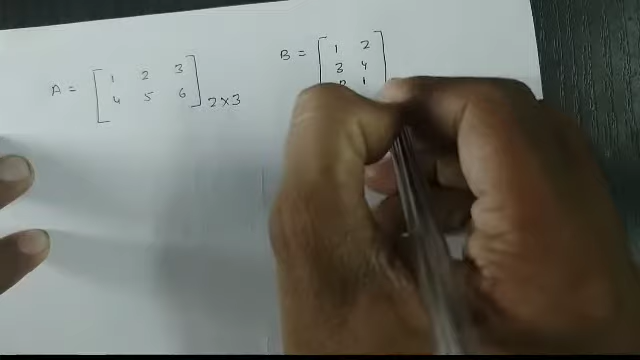 A = [ 1 2 3
4 5 6 ] 2×3
B = [ 1 2
3 4
1